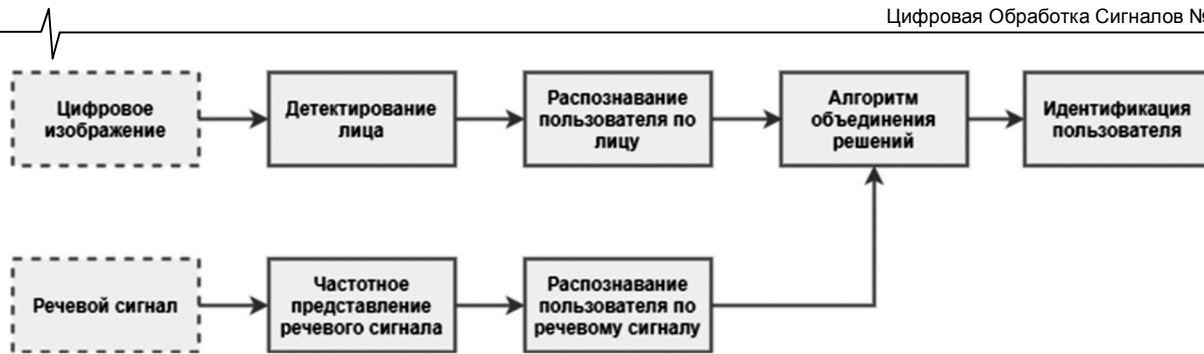 Цифровая Обработка Сигналов №
Цифровое
изображение
Детектирование
лица
Распознавание
пользователя по
лицу
Алгоритм
объединения
решений
Идентификация
пользователя
Речевой сигнал
Частотное
представление
речевого сигнала
Распознавание
пользователя по
речевому сигналу